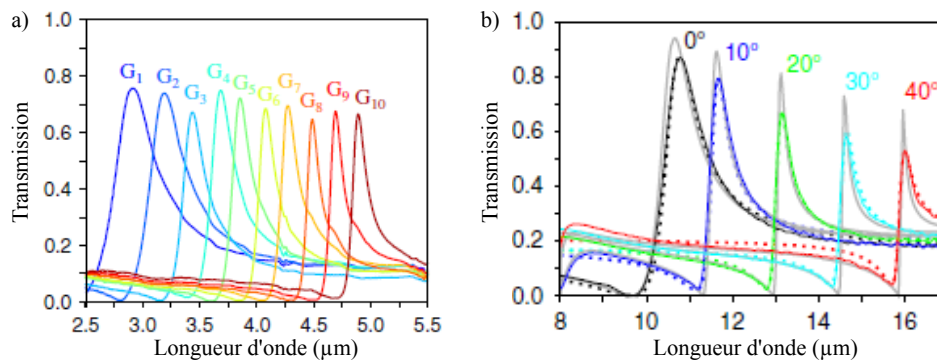 a)
Transmission
1.0
0.8
0.6
0.4
0.2
0.0
G1 G2 G3 G4 G5 G6 G7 G8 G9 G10
2.5 3.0 3.5 4.0 4.5 5.0 5.5
Longueur d'onde (µm)
b)
Transmission
1.0
0.8
0.6
0.4
0.2
0.0
0° 10° 20° 30° 40°
8 10 12 14 16
Longueur d'onde (µm)